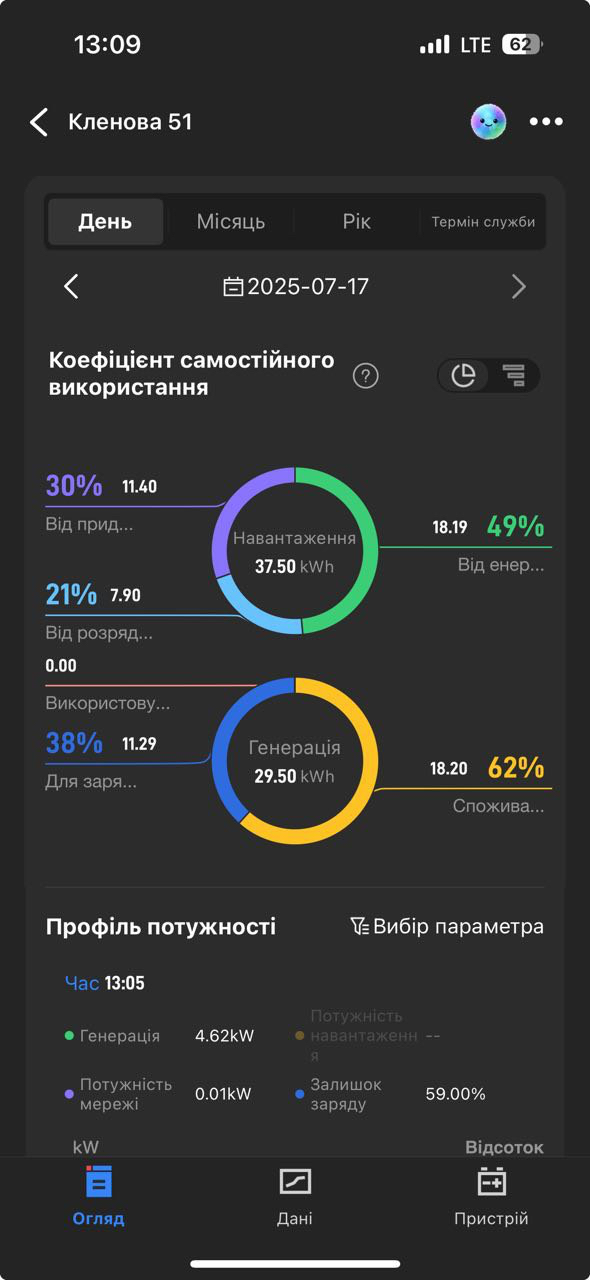 13:09
LTE 62
Кленова 51
День Місяць Рік Термін служби
2025-07-17
Коефіцієнт самостійного
використання
?
30% 11.40
Від прид...
18.19 49%
Від енер...
Навантаження
37.50 kWh
21% 7.90
Від розряд...
0.00
Використову...
38% 11.29
Для заря...
Генерація
29.50 kWh
18.20 62%
Спожива...
Профіль потужності
Вибір параметра
Час 13:05
Генерація 4.62kW
Потужність
навантаженн
я
--
Потужність
мережі
0.01kW
Залишок
заряду
59.00%
kW
Відсоток
Огляд Дані Пристрій